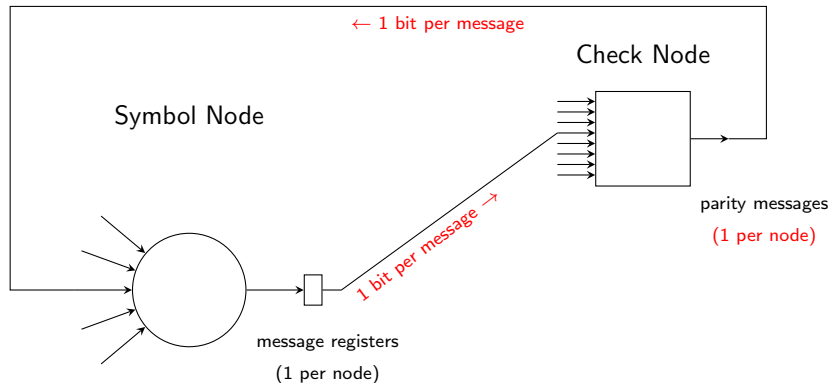 ← 1 bit per message
Check Node
Symbol Node
1 bit per message →
parity messages
(1 per node)
message registers
(1 per node)